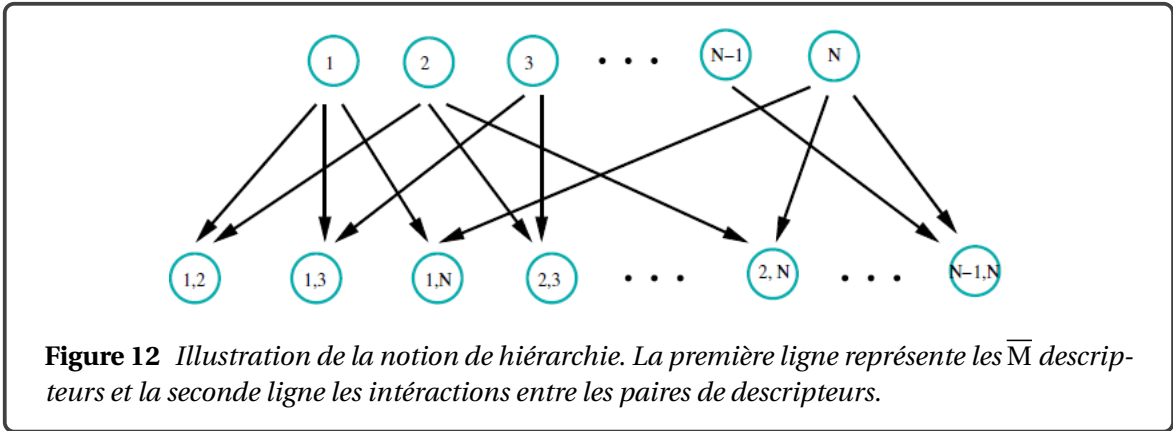 1 2 3 • • • N–1 N
1,2 1,3 1,N 2,3 • • • 2, N • • • N–1,N
Figure 12 Illustration de la notion de hiérarchie. La première ligne représente les M̅ descrip-
teurs et la seconde ligne les intéractions entre les paires de descripteurs.